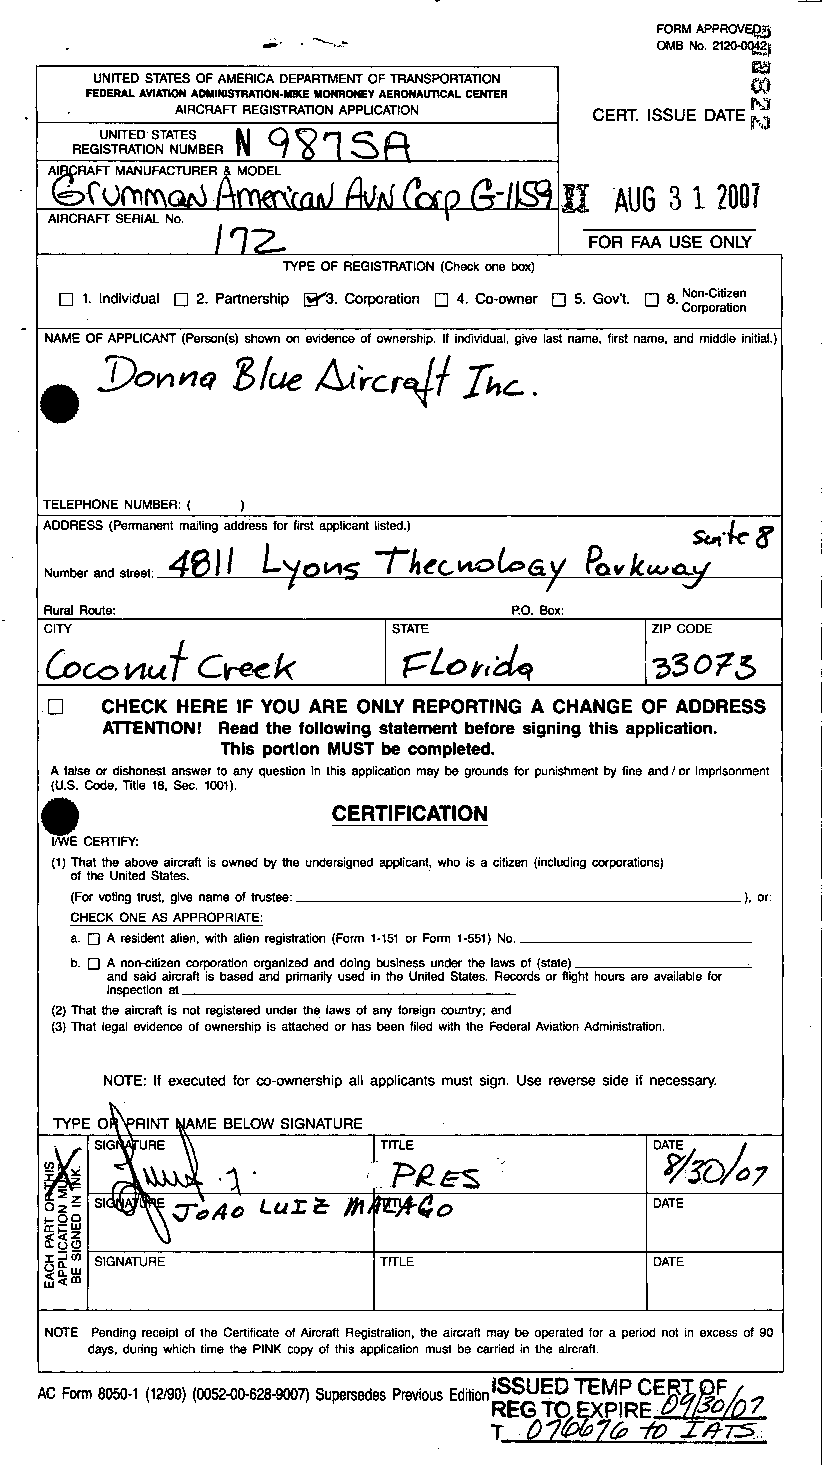 FORM APPROVED
OMB No. 2120-0042
UNITED STATES OF AMERICA DEPARTMENT OF TRANSPORTATION
FEDERAL AVIATION ADMINISTRATION-MIKE MONRONEY AERONAUTICAL CENTER
AIRCRAFT REGISTRATION APPLICATION
CERT. ISSUE DATE
UNITED STATES
REGISTRATION NUMBER N 987SA
AIRCRAFT MANUFACTURER & MODEL
Grumman American AVN Corp G-1159
II AUG 31 2007
AIRCRAFT SERIAL No.
172
FOR FAA USE ONLY
TYPE OF REGISTRATION (Check one box)
1. Individual 2. Partnership 3. Corporation 4. Co-owner 5. Gov't. 8. Non-Citizen Corporation
NAME OF APPLICANT (Person(s) shown on evidence of ownership. If individual, give last name, first name, and middle initial.)
Donna Blue Aircraft Inc.
TELEPHONE NUMBER: ( )
ADDRESS (Permanent mailing address for first applicant listed.)
Suite 8
Number and street: 4811 Lyons Thecnology Parkway
Rural Route: P.O. Box:
CITY STATE ZIP CODE
Coconut Creek Florida 33073
CHECK HERE IF YOU ARE ONLY REPORTING A CHANGE OF ADDRESS
ATTENTION! Read the following statement before signing this application.
This portion MUST be completed.
A false or dishonest answer to any question in this application may be grounds for punishment by fine and / or imprisonment
(U.S. Code, Title 18, Sec. 1001).
CERTIFICATION
I/WE CERTIFY:
(1) That the above aircraft is owned by the undersigned applicant, who is a citizen (including corporations)
of the United States.
(For voting trust, give name of trustee: ), or:
CHECK ONE AS APPROPRIATE:
a. A resident alien, with alien registration (Form 1-151 or Form 1-551) No.
b. A non-citizen corporation organized and doing business under the laws of (state)
and said aircraft is based and primarily used in the United States. Records or flight hours are available for
inspection at
(2) That the aircraft is not registered under the laws of any foreign country; and
(3) That legal evidence of ownership is attached or has been filed with the Federal Aviation Administration.
NOTE: If executed for co-ownership all applicants must sign. Use reverse side if necessary.
TYPE OR PRINT NAME BELOW SIGNATURE
EACH PART OF THIS
APPLICATION MUST
BE SIGNED IN INK.
SIGNATURE TITLE DATE
PRES 8/30/07
SIGNATURE TITLE DATE
JOAO LUIZ MALAGO
SIGNATURE TITLE DATE
NOTE Pending receipt of the Certificate of Aircraft Registration, the aircraft may be operated for a period not in excess of 90
days, during which time the PINK copy of this application must be carried in the aircraft.
AC Form 8050-1 (12/90) (0052-00-628-9007) Supersedes Previous Edition
ISSUED TEMP CERT OF
REG TO EXPIRE 09/30/07
T 076676 to IATS